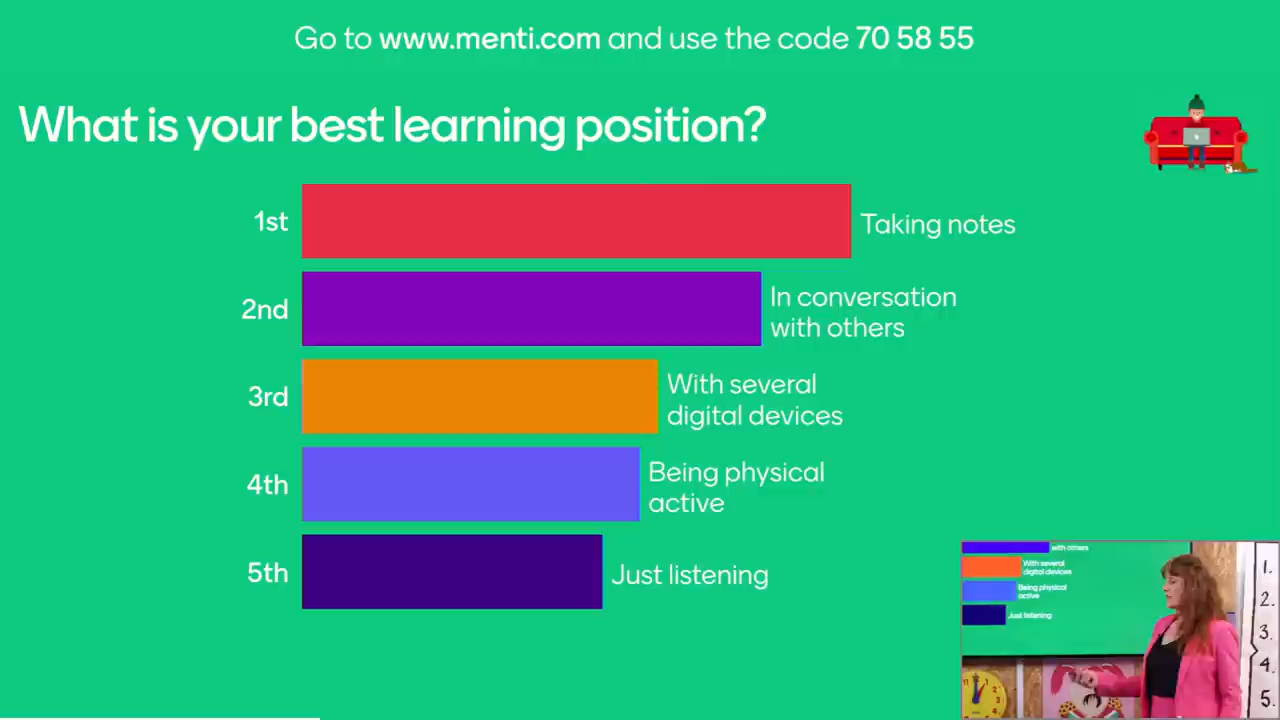 Go to www.menti.com and use the code 70 58 55
What is your best learning position?
1st
Taking notes
2nd
In conversation
with others
3rd
With several
digital devices
4th
Being physical
active
5th
Just listening
with others
With several
digital devices
Being physical
active
Just listening
1.
2.
3.
4.
5.